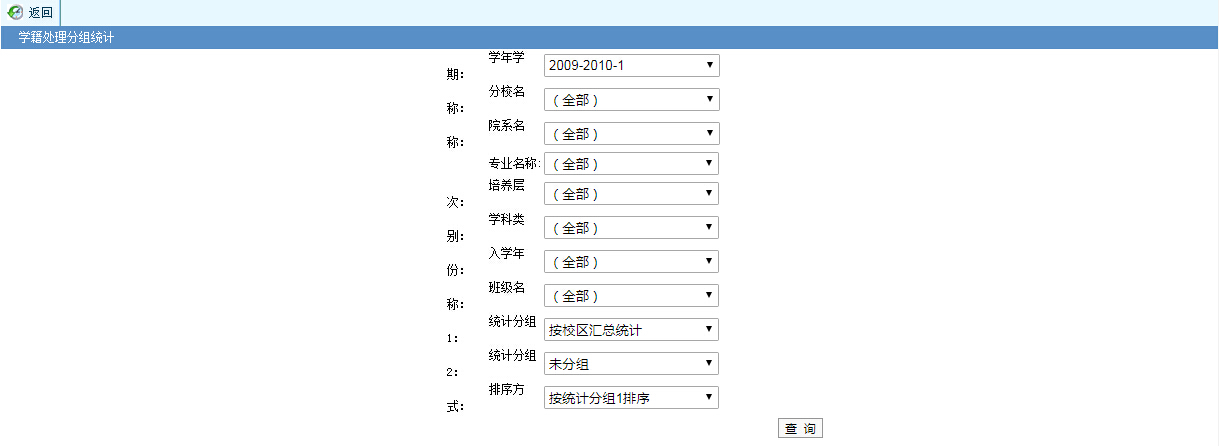 返回
学籍处理分组统计
学年学
期：
2009-2010-1
分校名
称：
（全部）
院系名
称：
（全部）
专业名称:
（全部）
培养层
次：
（全部）
学科类
别：
（全部）
入学年
份：
（全部）
班级名
称：
（全部）
统计分组
1：
按校区汇总统计
统计分组
2：
未分组
排序方
式：
按统计分组1排序
查 询